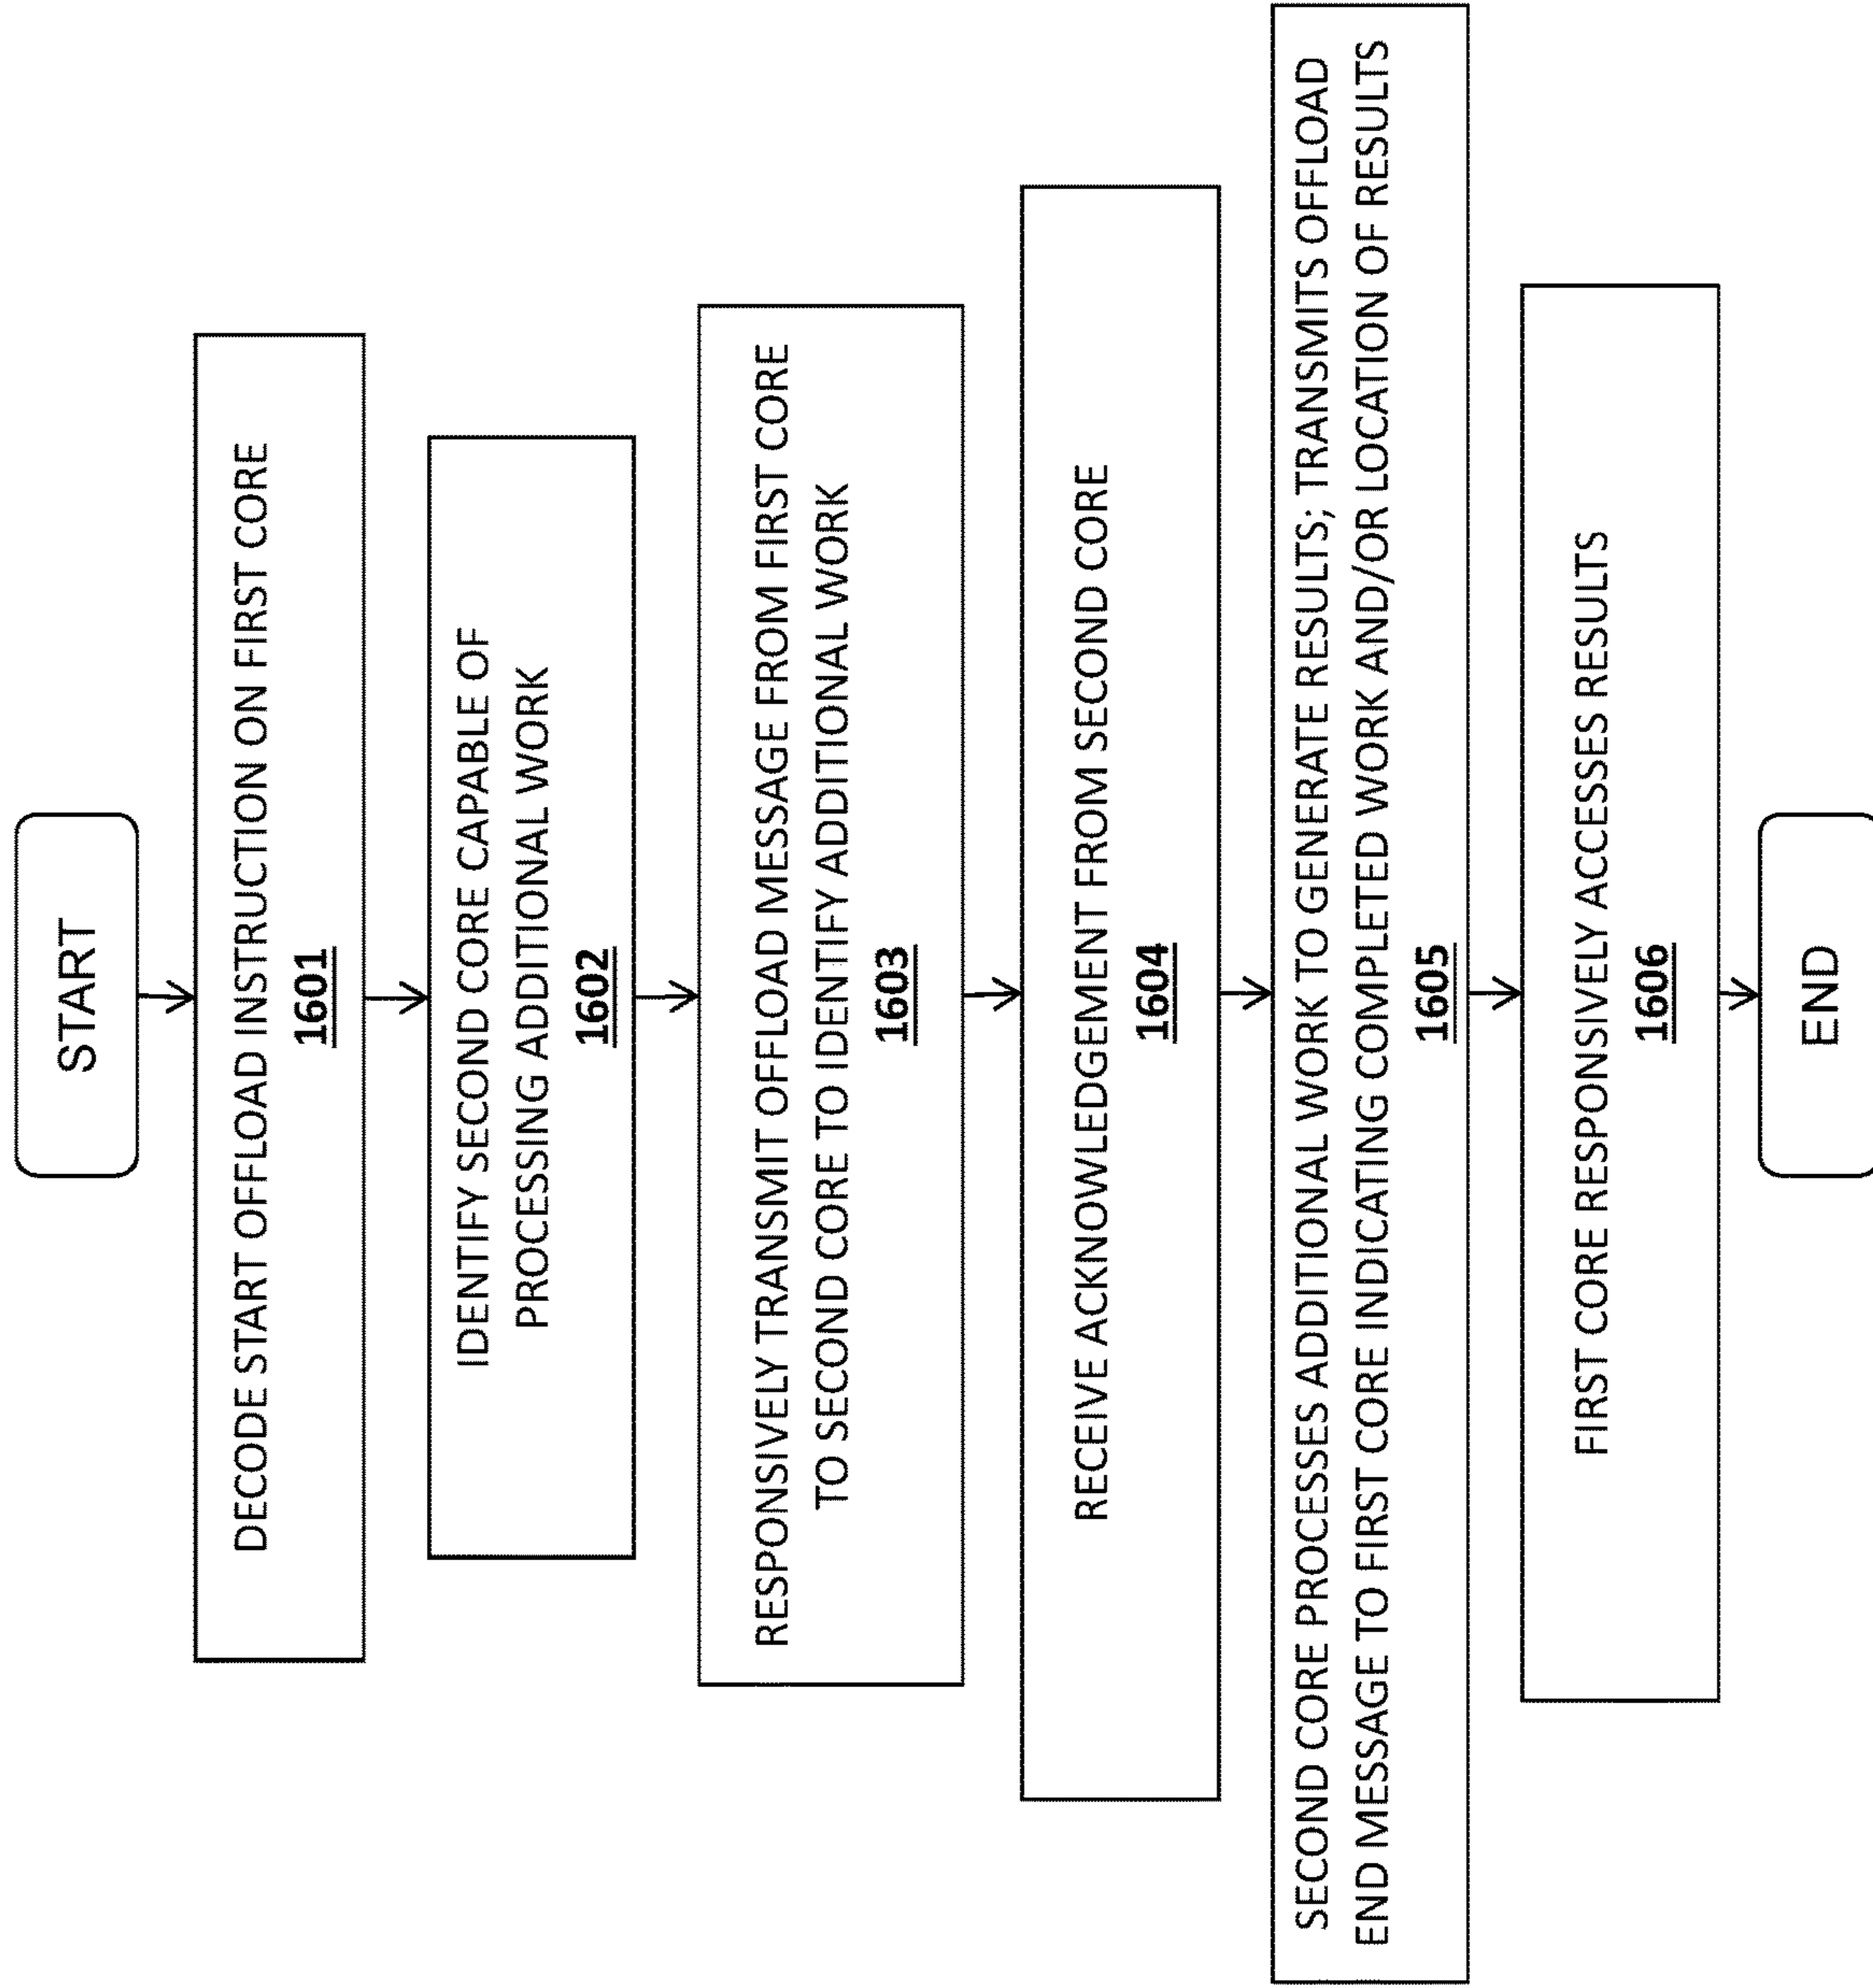 START
DECODE START OFFLOAD INSTRUCTION ON FIRST CORE
1601
IDENTIFY SECOND CORE CAPABLE OF
PROCESSING ADDITIONAL WORK
1602
RESPONSIVELY TRANSMIT OFFLOAD MESSAGE FROM FIRST CORE
TO SECOND CORE TO IDENTIFY ADDITIONAL WORK
1603
RECEIVE ACKNOWLEDGEMENT FROM SECOND CORE
1604
SECOND CORE PROCESSES ADDITIONAL WORK TO GENERATE RESULTS; TRANSMITS OFFLOAD
END MESSAGE TO FIRST CORE INDICATING COMPLETED WORK AND/OR LOCATION OF RESULTS
1605
FIRST CORE RESPONSIVELY ACCESSES RESULTS
1606
END